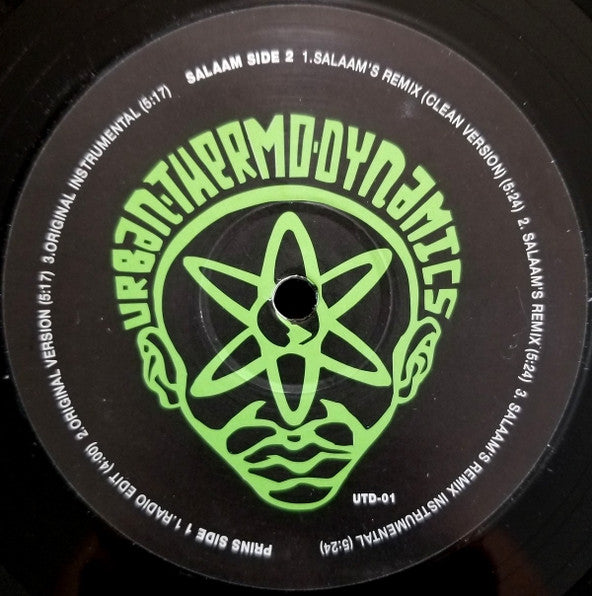 URBAN·THERMO·DYNAMICS
SALAAM SIDE 2 1.SALAAM'S REMIX (CLEAN VERSION) (5:24) 2. SALAAM'S REMIX (5:24) 3. SALAAM'S REMIX INSTRUMENTAL (5:24)
PRINS SIDE 1 1.RADIO EDIT (4:00) 2.ORIGINAL VERSION (5:17) 3.ORIGINAL INSTRUMENTAL (5:17)
UTD-01